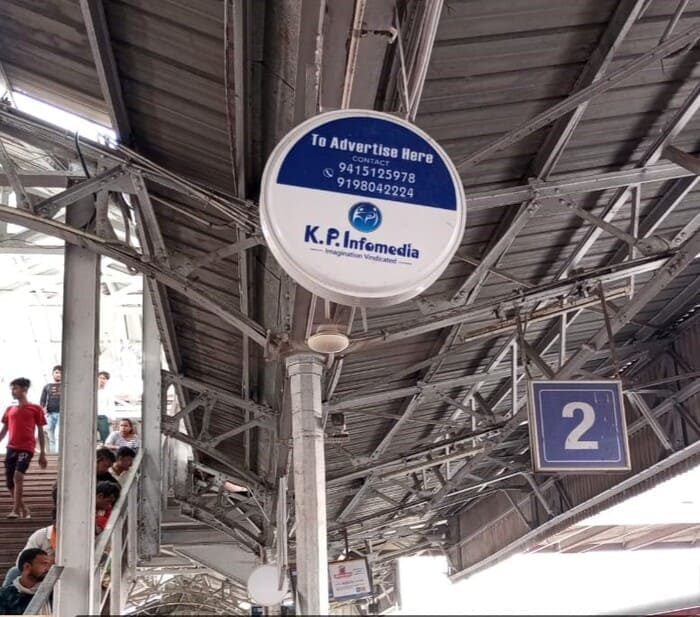 To Advertise Here
CONTACT
9415125978
9198042224
K.P. Infomedia
Imagination Vindicated
2